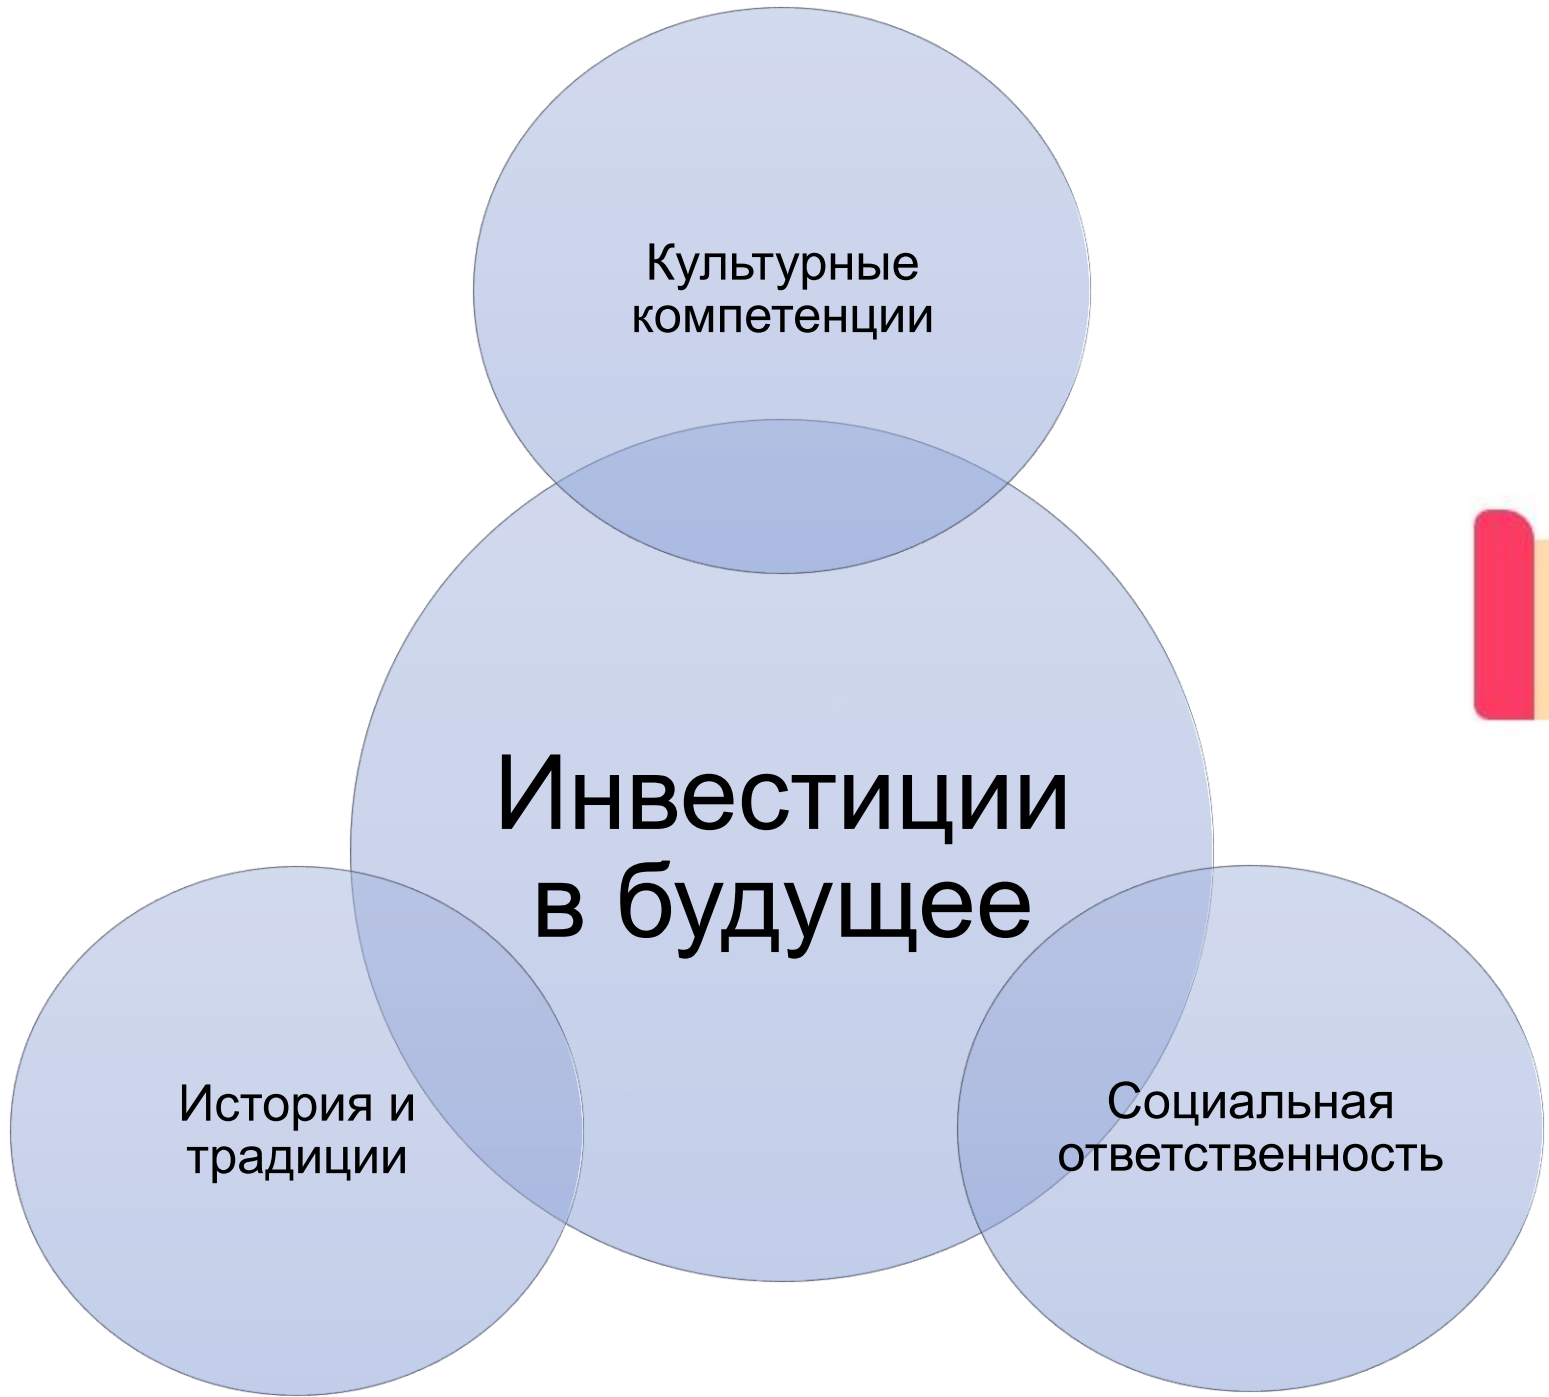 Культурные
компетенции
Инвестиции
в будущее
История и
традиции
Социальная
ответственность